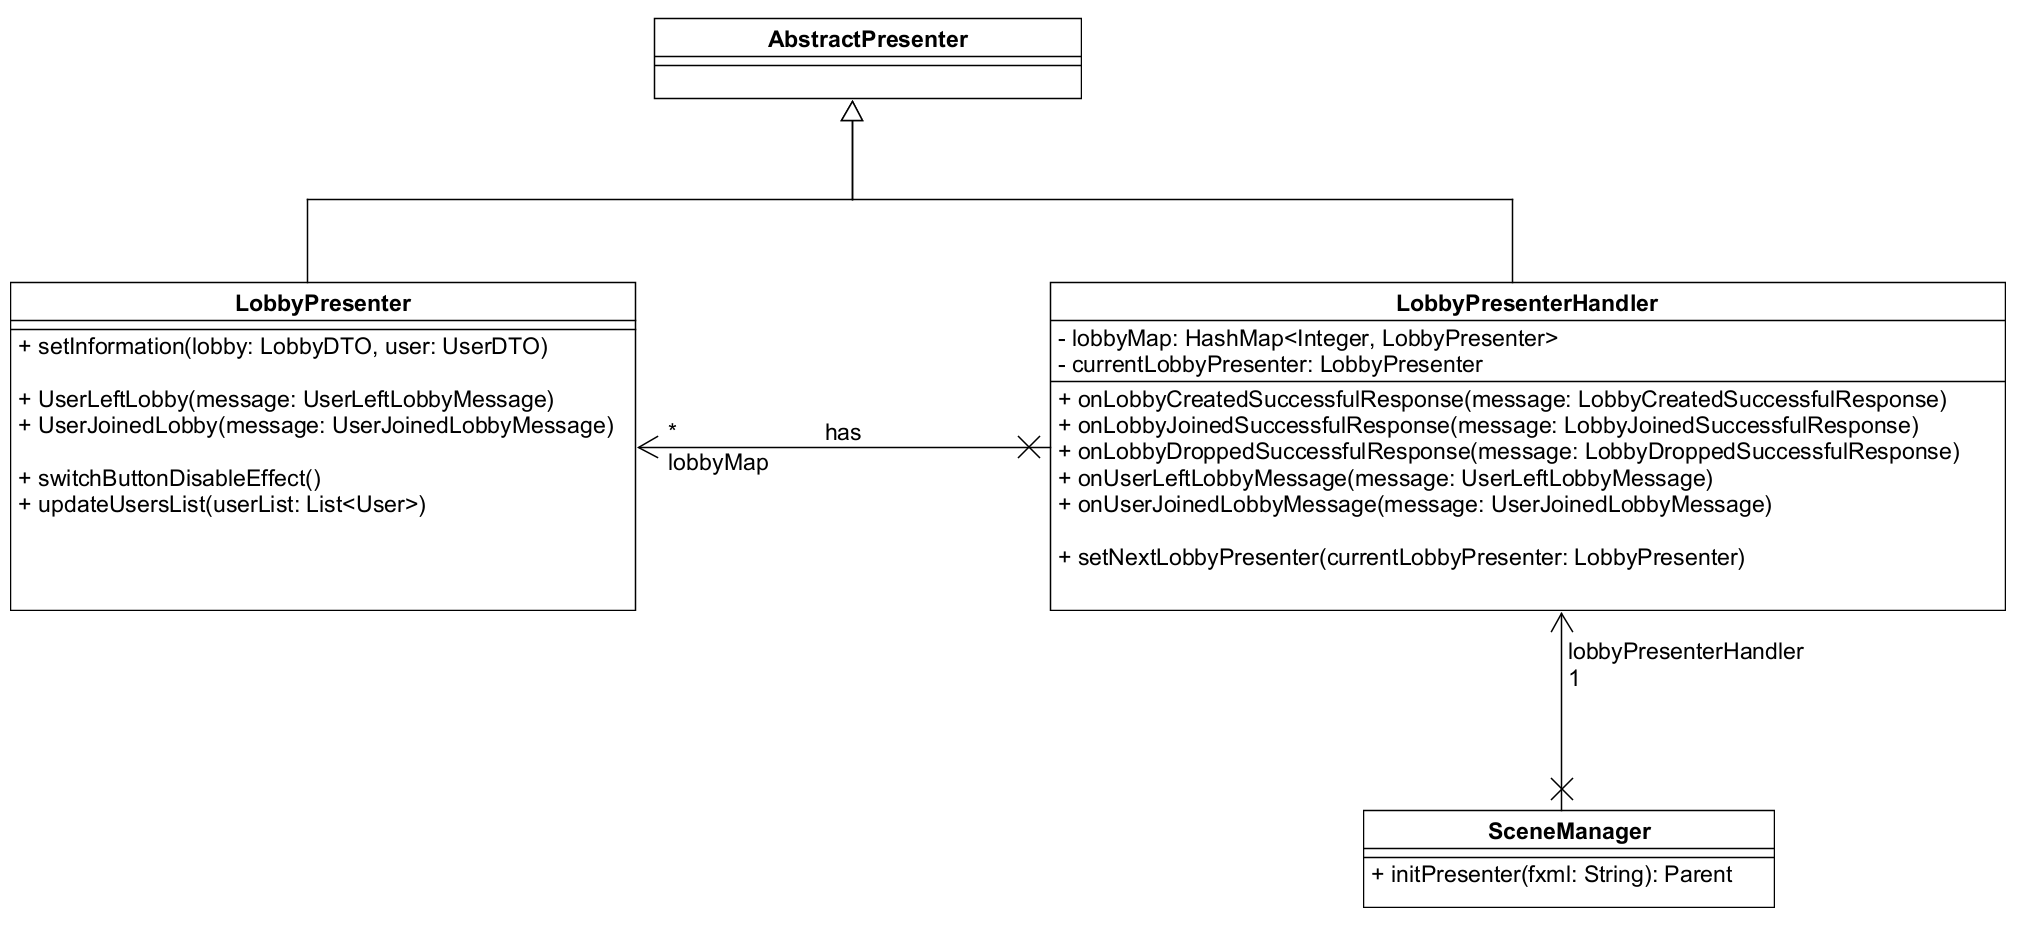 AbstractPresenter
LobbyPresenter
+ setInformation(lobby: LobbyDTO, user: UserDTO)
+ UserLeftLobby(message: UserLeftLobbyMessage)
+ UserJoinedLobby(message: UserJoinedLobbyMessage)
+ switchButtonDisableEffect()
+ updateUsersList(userList: List<User>)
*
has
lobbyMap
LobbyPresenterHandler
- lobbyMap: HashMap<Integer, LobbyPresenter>
- currentLobbyPresenter: LobbyPresenter
+ onLobbyCreatedSuccessfulResponse(message: LobbyCreatedSuccessfulResponse)
+ onLobbyJoinedSuccessfulResponse(message: LobbyJoinedSuccessfulResponse)
+ onLobbyDroppedSuccessfulResponse(message: LobbyDroppedSuccessfulResponse)
+ onUserLeftLobbyMessage(message: UserLeftLobbyMessage)
+ onUserJoinedLobbyMessage(message: UserJoinedLobbyMessage)
+ setNextLobbyPresenter(currentLobbyPresenter: LobbyPresenter)
lobbyPresenterHandler
1
SceneManager
+ initPresenter(fxml: String): Parent